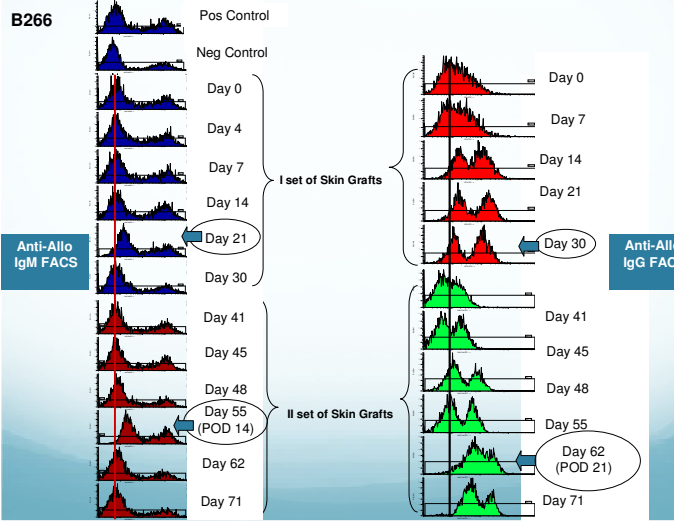 B266
Pos Control
Neg Control
Day 0
Day 4
Day 7
Day 14
Day 21
Day 30
Day 41
Day 45
Day 48
Day 55
(POD 14)
Day 62
Day 71
Anti-Allo
IgM FACS
I set of Skin Grafts
II set of Skin Grafts
Day 0
Day 7
Day 14
Day 21
Day 30
Day 41
Day 45
Day 48
Day 55
Day 62
(POD 21)
Day 71
Anti-Allo
IgG FAC